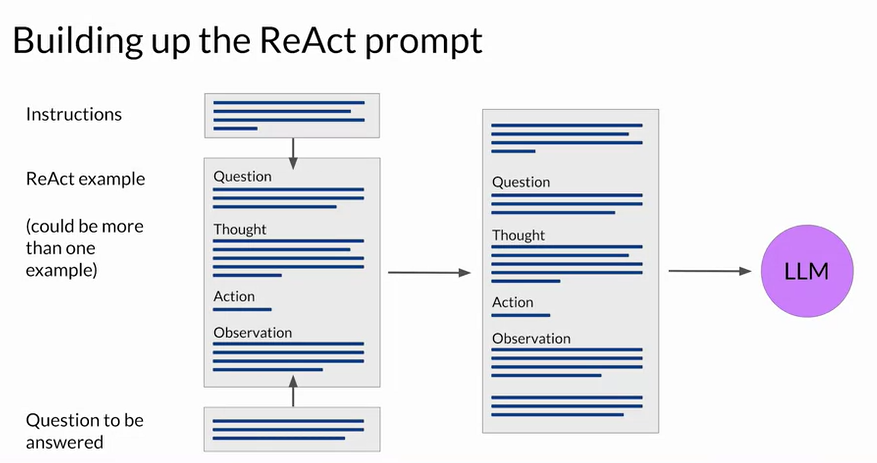 Building up the ReAct prompt
Instructions
ReAct example
(could be more
than one
example)
Question to be
answered
Question
Thought
Action
Observation
Question
Thought
Action
Observation
LLM